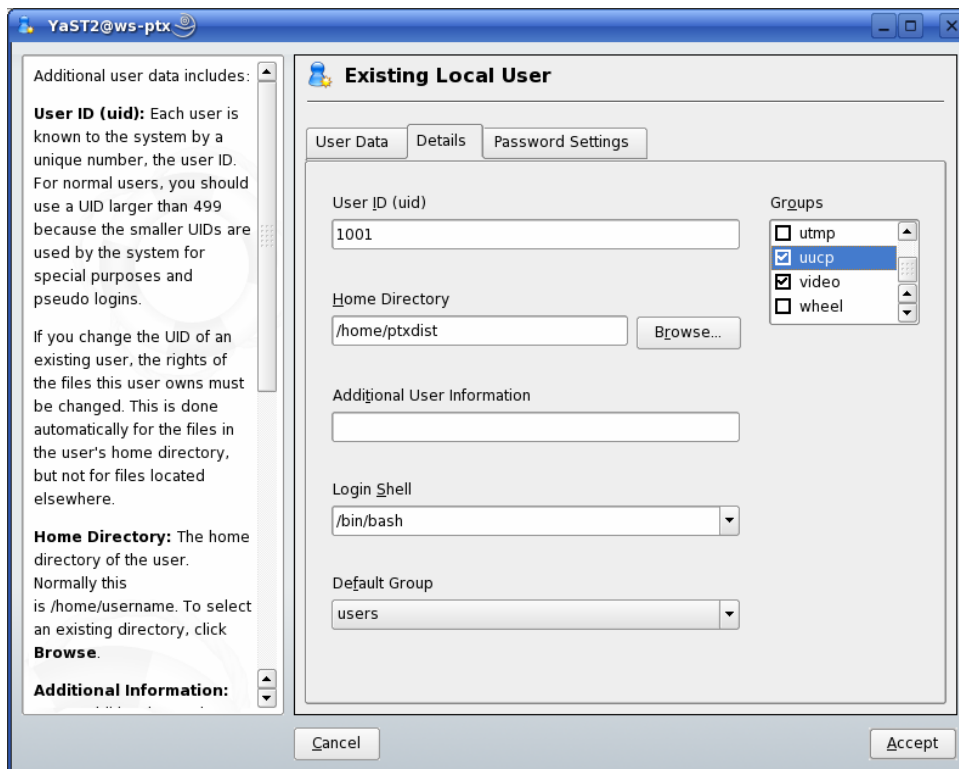 YaST2@ws-ptx
Additional user data includes:
User ID (uid): Each user is
known to the system by a
unique number, the user ID.
For normal users, you should
use a UID larger than 499
because the smaller UIDs are
used by the system for
special purposes and
pseudo logins.
If you change the UID of an
existing user, the rights of
the files this user owns must
be changed. This is done
automatically for the files in
the user's home directory,
but not for files located
elsewhere.
Home Directory: The home
directory of the user.
Normally this
is /home/username. To select
an existing directory, click
Browse.
Additional Information:
Existing Local User
User Data
Details
Password Settings
User ID (uid)
1001
Home Directory
/home/ptxdist
Browse...
Additional User Information
Login Shell
/bin/bash
Default Group
users
Groups
utmp
uucp
video
wheel
Cancel
Accept